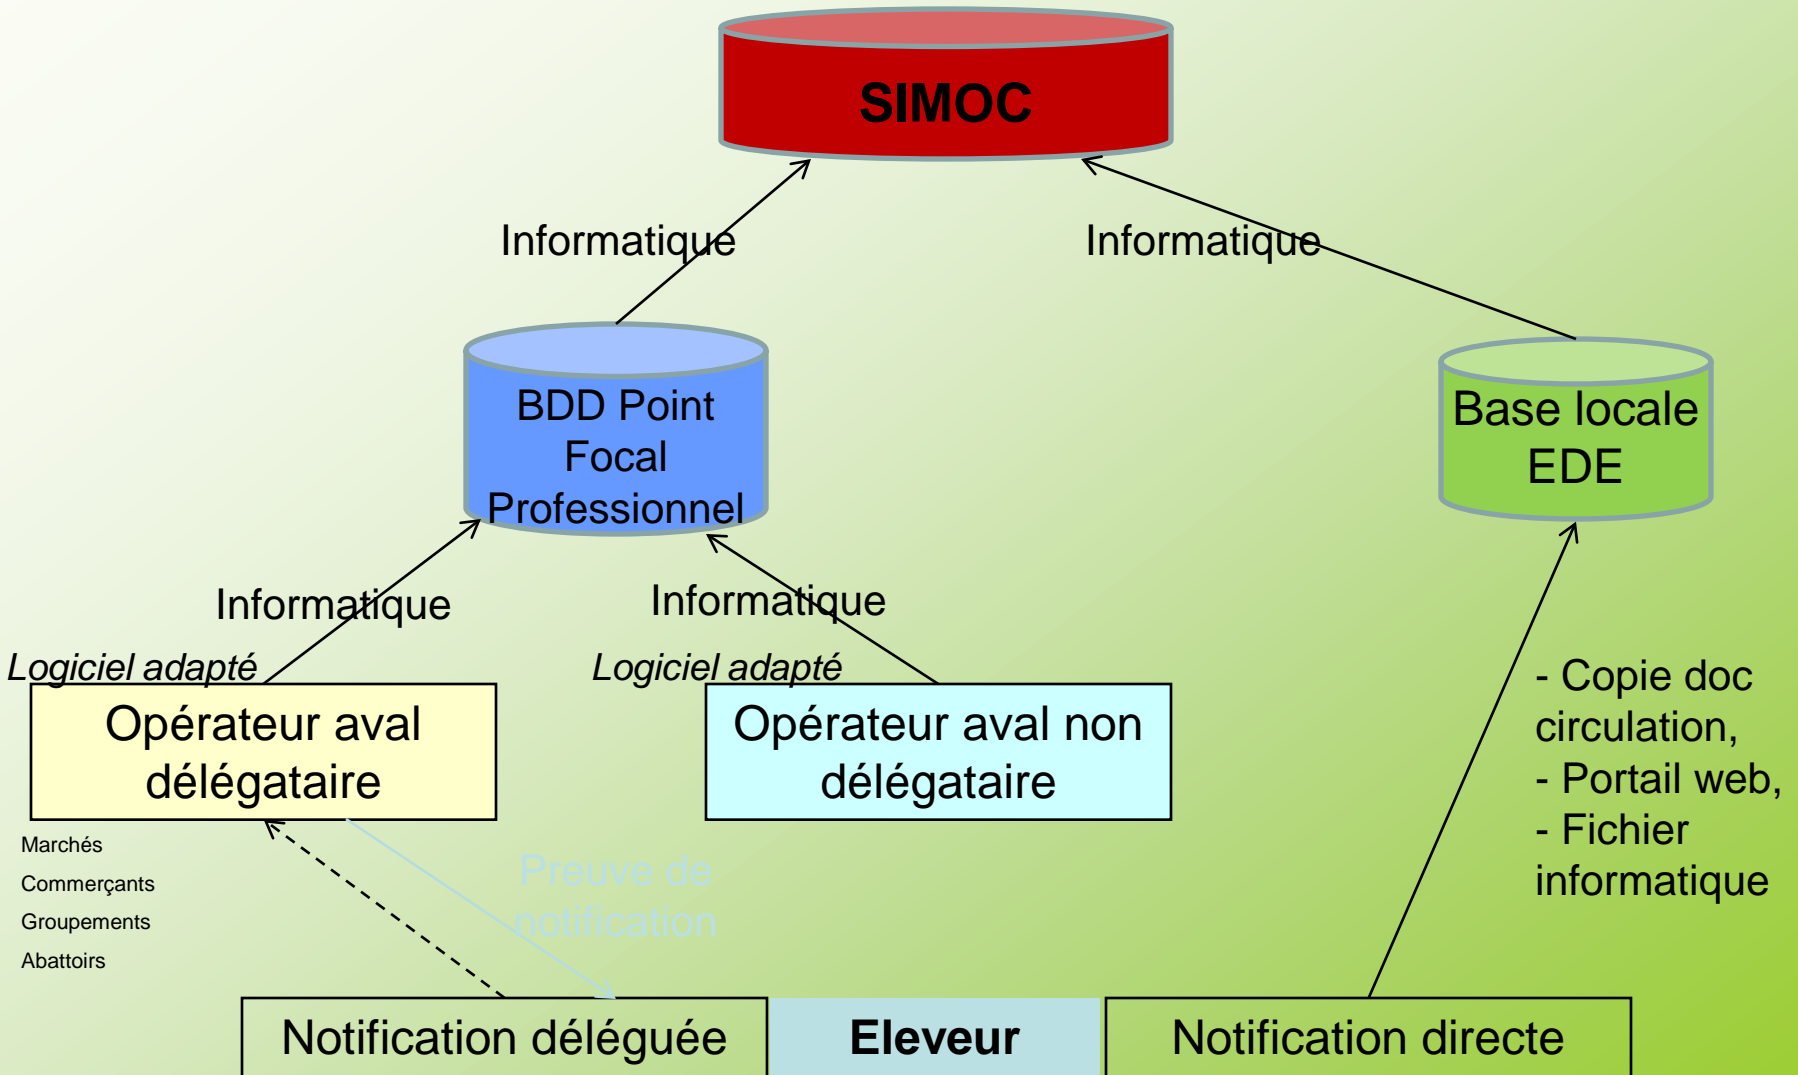 SIMOC
Informatique
Informatique
BDD Point
Focal
Professionnel
Base locale
EDE
Informatique
Informatique
Logiciel adapté
Logiciel adapté
Opérateur aval
délégataire
Opérateur aval non
délégataire
- Copie doc
circulation,
- Portail web,
- Fichier
informatique
Marchés
Commerçants
Groupements
Abattoirs
Preuve de
notification
Notification déléguée
Eleveur
Notification directe